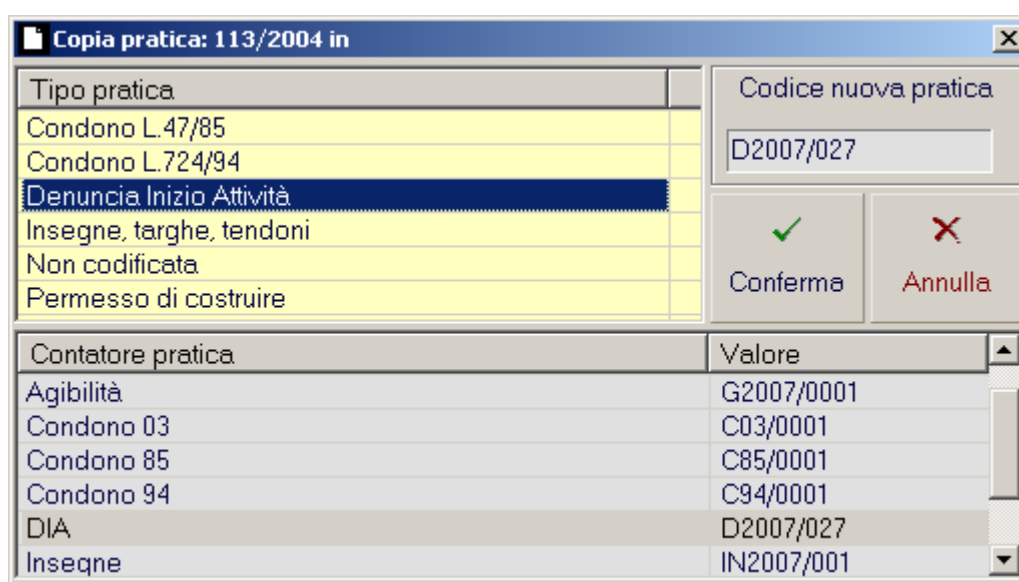 Copia pratica: 113/2004 in
Tipo pratica
Condono L.47/85
Condono L.724/94
Denuncia Inizio Attività
Insegne, targhe, tendoni
Non codificata
Permesso di costruire
Codice nuova pratica
D2007/027
Conferma Annulla
Contatore pratica Valore
Agibilità G2007/0001
Condono 03 C03/0001
Condono 85 C85/0001
Condono 94 C94/0001
DIA D2007/027
Insegne IN2007/001